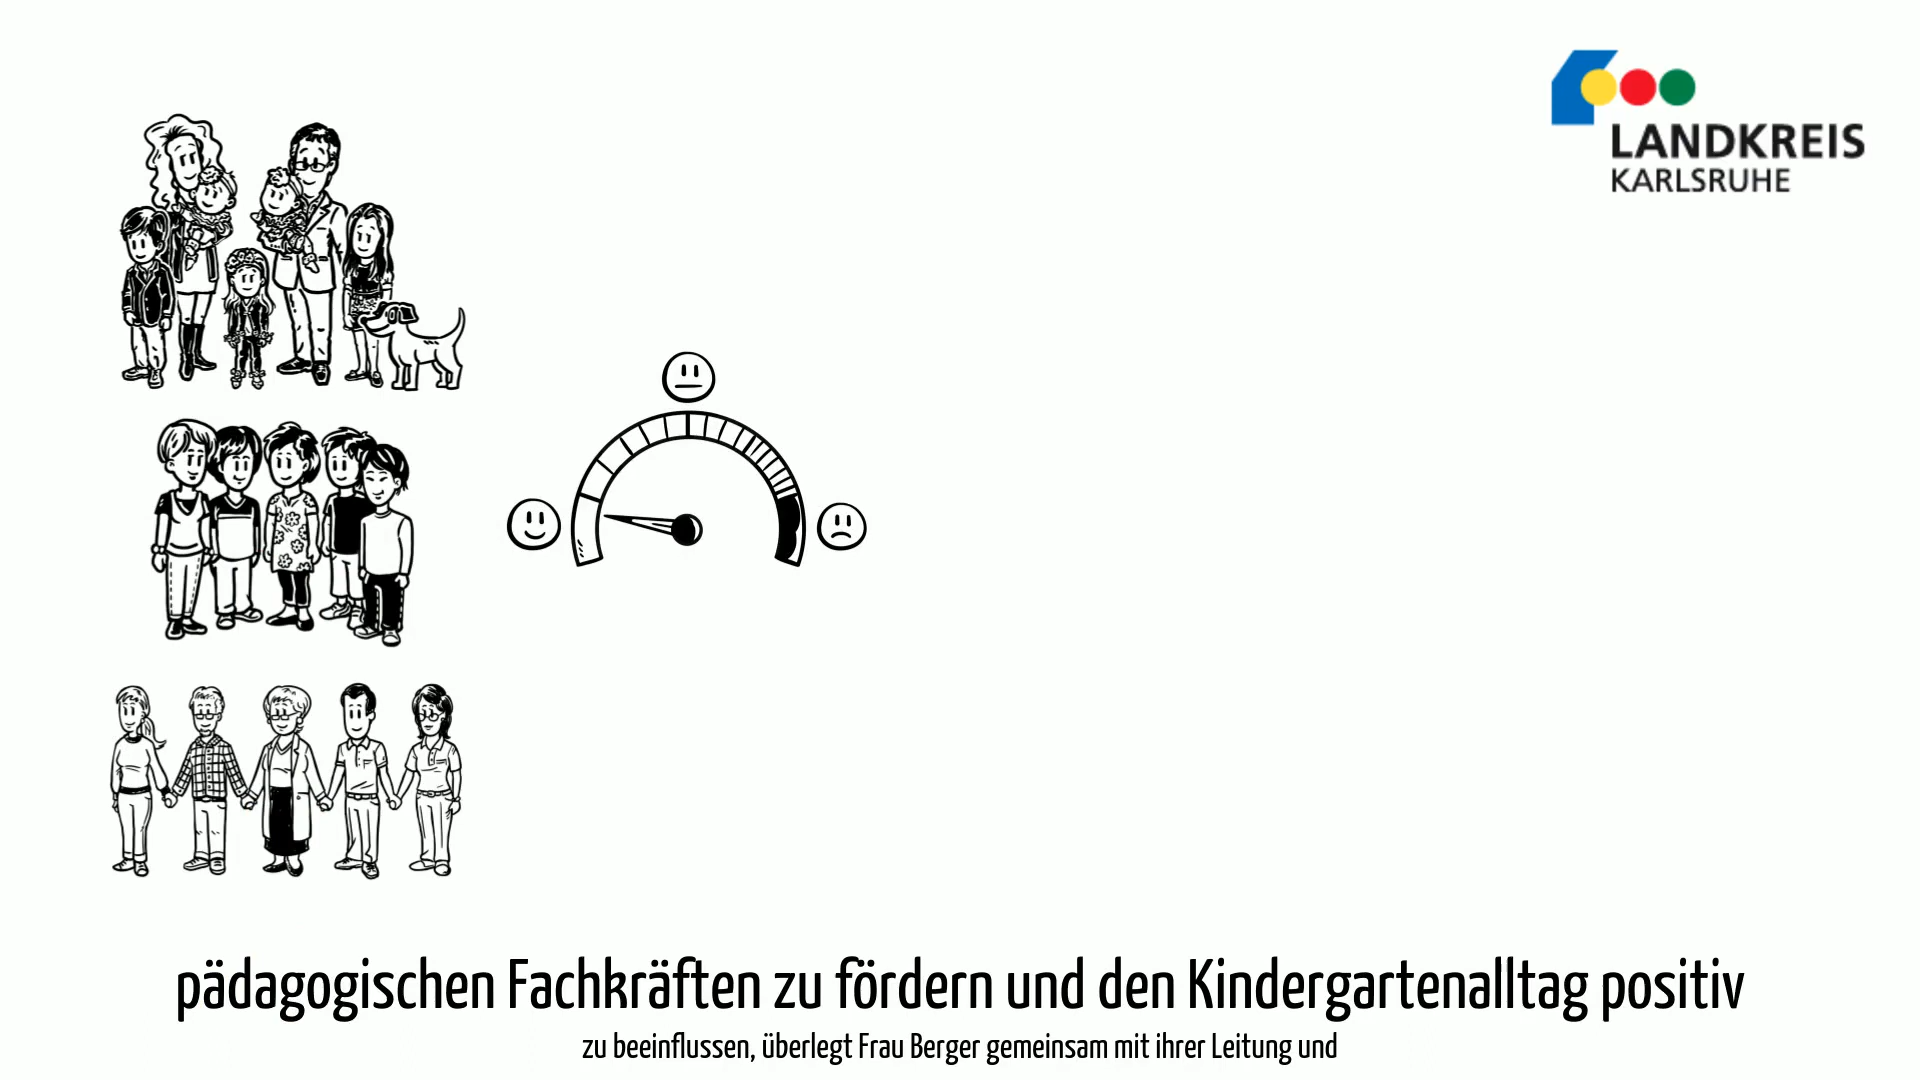 LANDKREIS
KARLSRUHE
pädagogischen Fachkräften zu fördern und den Kindergartenalltag positiv
zu beeinflussen, überlegt Frau Berger gemeinsam mit ihrer Leitung und